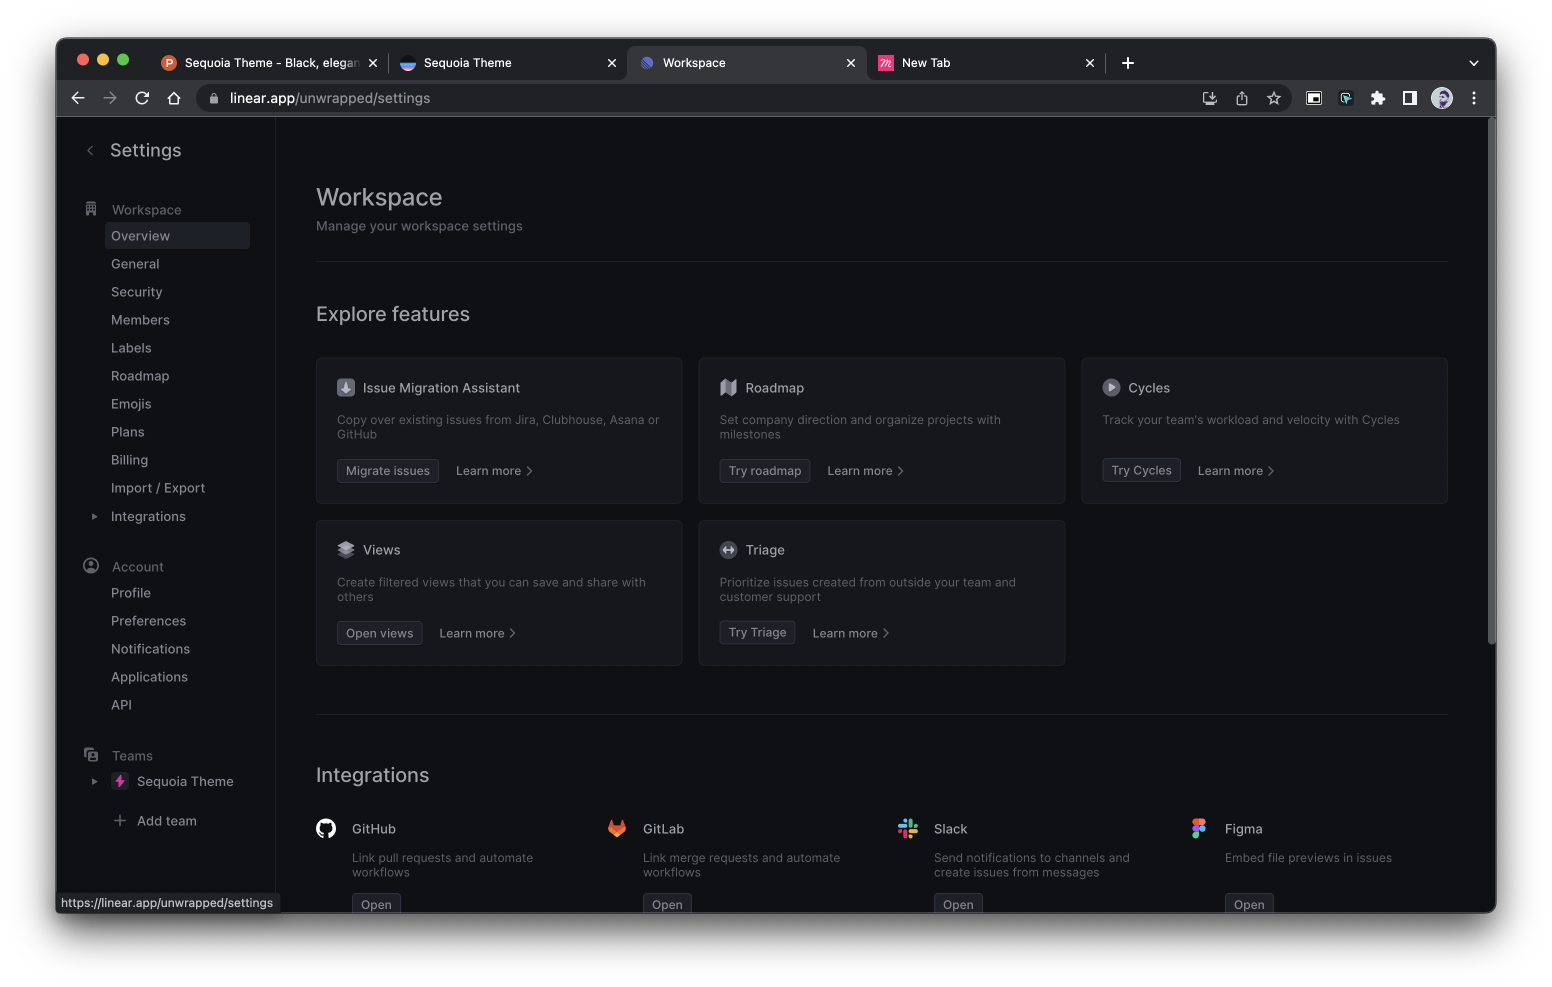 Sequoia Theme - Black, elegan
Sequoia Theme
Workspace
New Tab
linear.app/unwrapped/settings
Settings
Workspace
Overview
General
Security
Members
Labels
Roadmap
Emojis
Plans
Billing
Import / Export
Integrations
Account
Profile
Preferences
Notifications
Applications
API
Teams
Sequoia Theme
Add team
https://linear.app/unwrapped/settings
Workspace
Manage your workspace settings
Explore features
Issue Migration Assistant
Copy over existing issues from Jira, Clubhouse, Asana or
GitHub
Migrate issues
Learn more
Roadmap
Set company direction and organize projects with
milestones
Try roadmap
Learn more
Cycles
Track your team's workload and velocity with Cycles
Try Cycles
Learn more
Views
Create filtered views that you can save and share with
others
Open views
Learn more
Triage
Prioritize issues created from outside your team and
customer support
Try Triage
Learn more
Integrations
GitHub
Link pull requests and automate
workflows
Open
GitLab
Link merge requests and automate
workflows
Open
Slack
Send notifications to channels and
create issues from messages
Open
Figma
Embed file previews in issues
Open